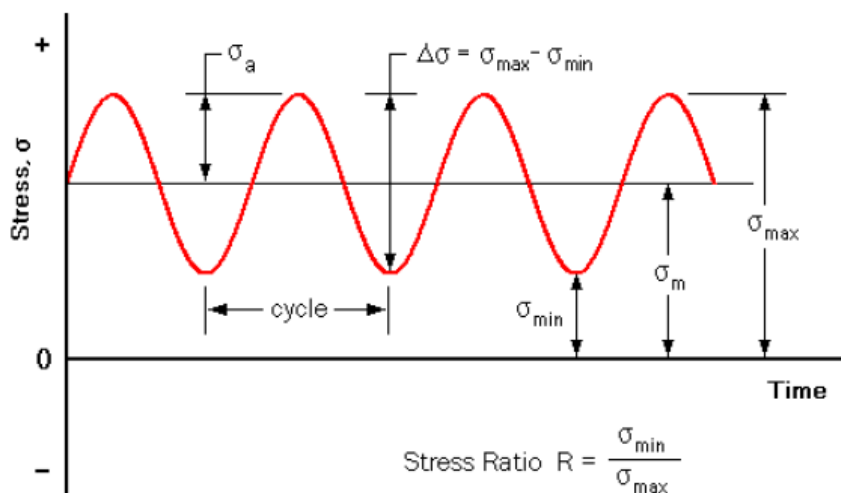 +
σa
Δσ = σmax - σmin
Stress, σ
σmax
σm
cycle
σmin
0
Time
Stress Ratio R = σmin / σmax
–